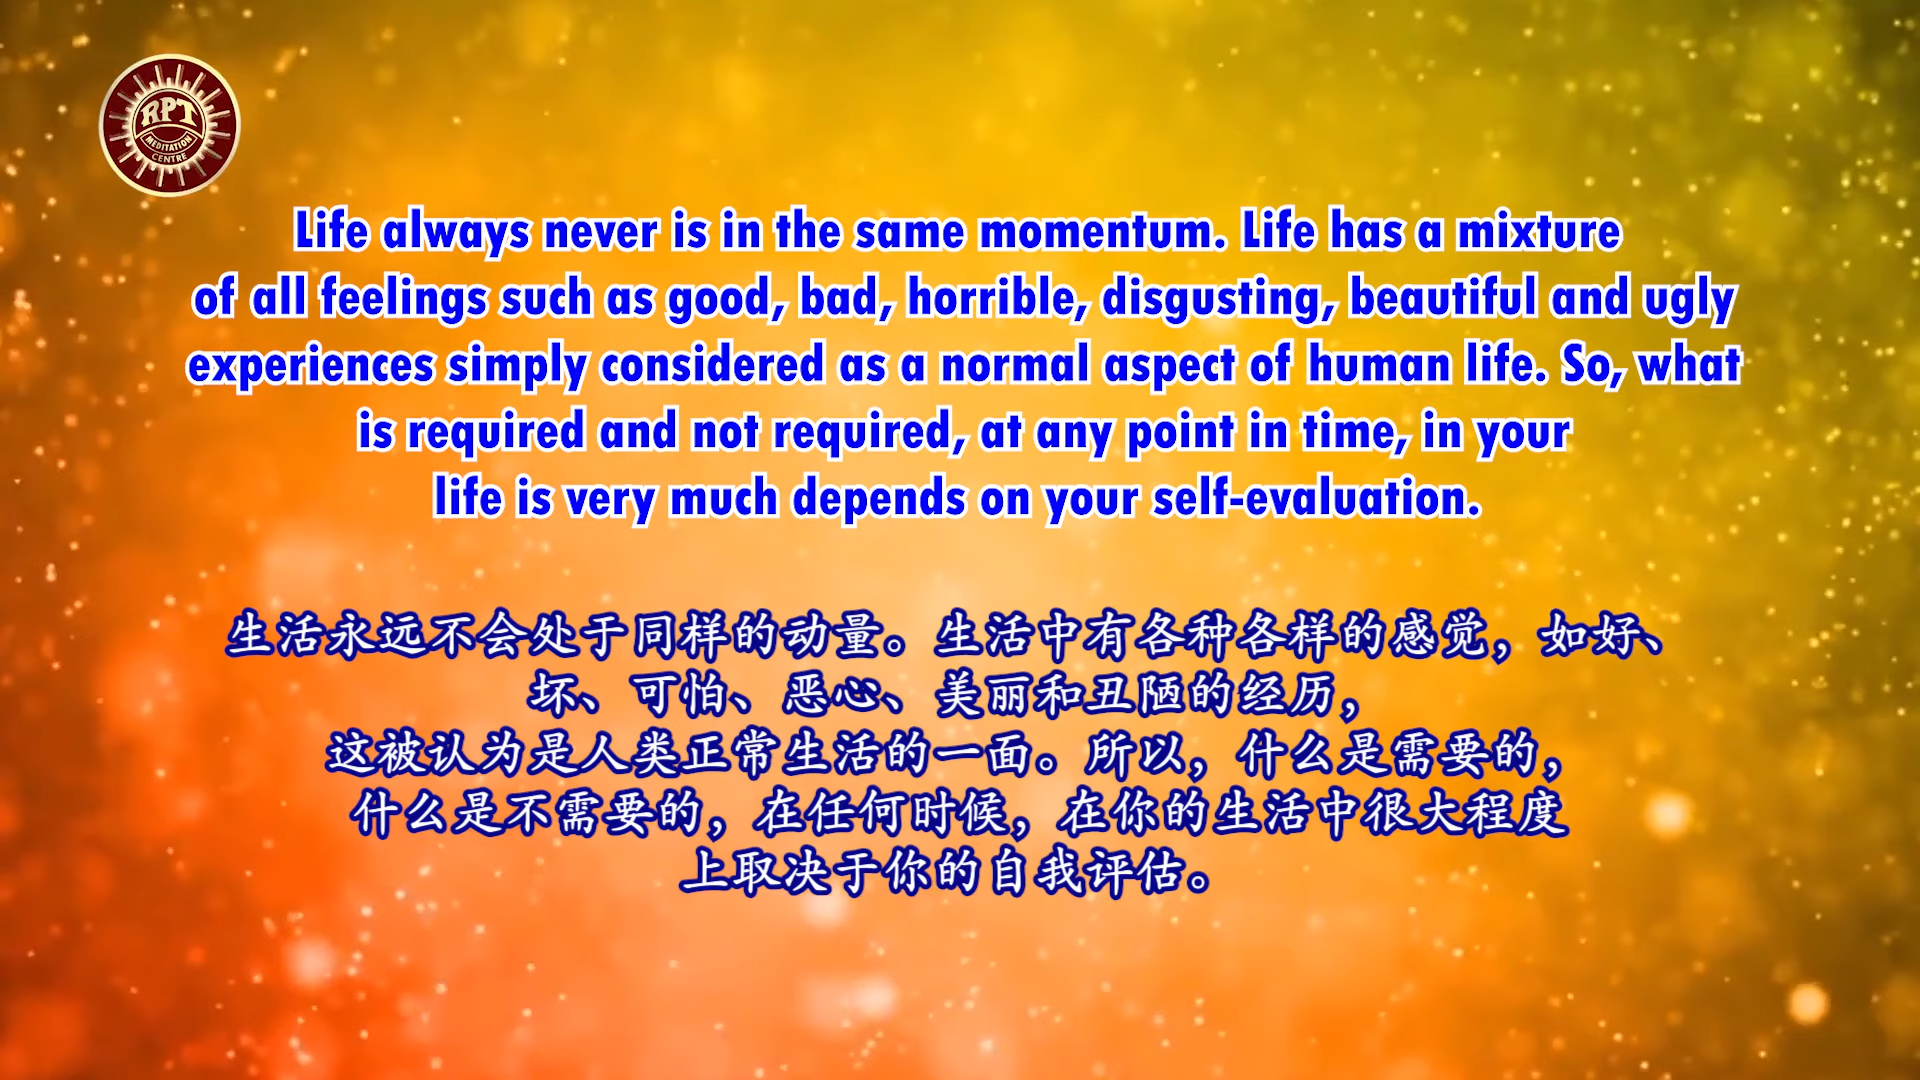 RPT
MEDITATION
CENTRE
Life always never is in the same momentum. Life has a mixture
of all feelings such as good, bad, horrible, disgusting, beautiful and ugly
experiences simply considered as a normal aspect of human life. So, what
is required and not required, at any point in time, in your
life is very much depends on your self-evaluation.
生活永远不会处于同样的动量。生活中有各种各样的感觉，如好、
坏、可怕、恶心、美丽和丑陋的经历，
这被认为是人类正常生活的一面。所以，什么是需要的，
什么是不需要的，在任何时候，在你的生活中很大程度
上取决于你的自我评估。